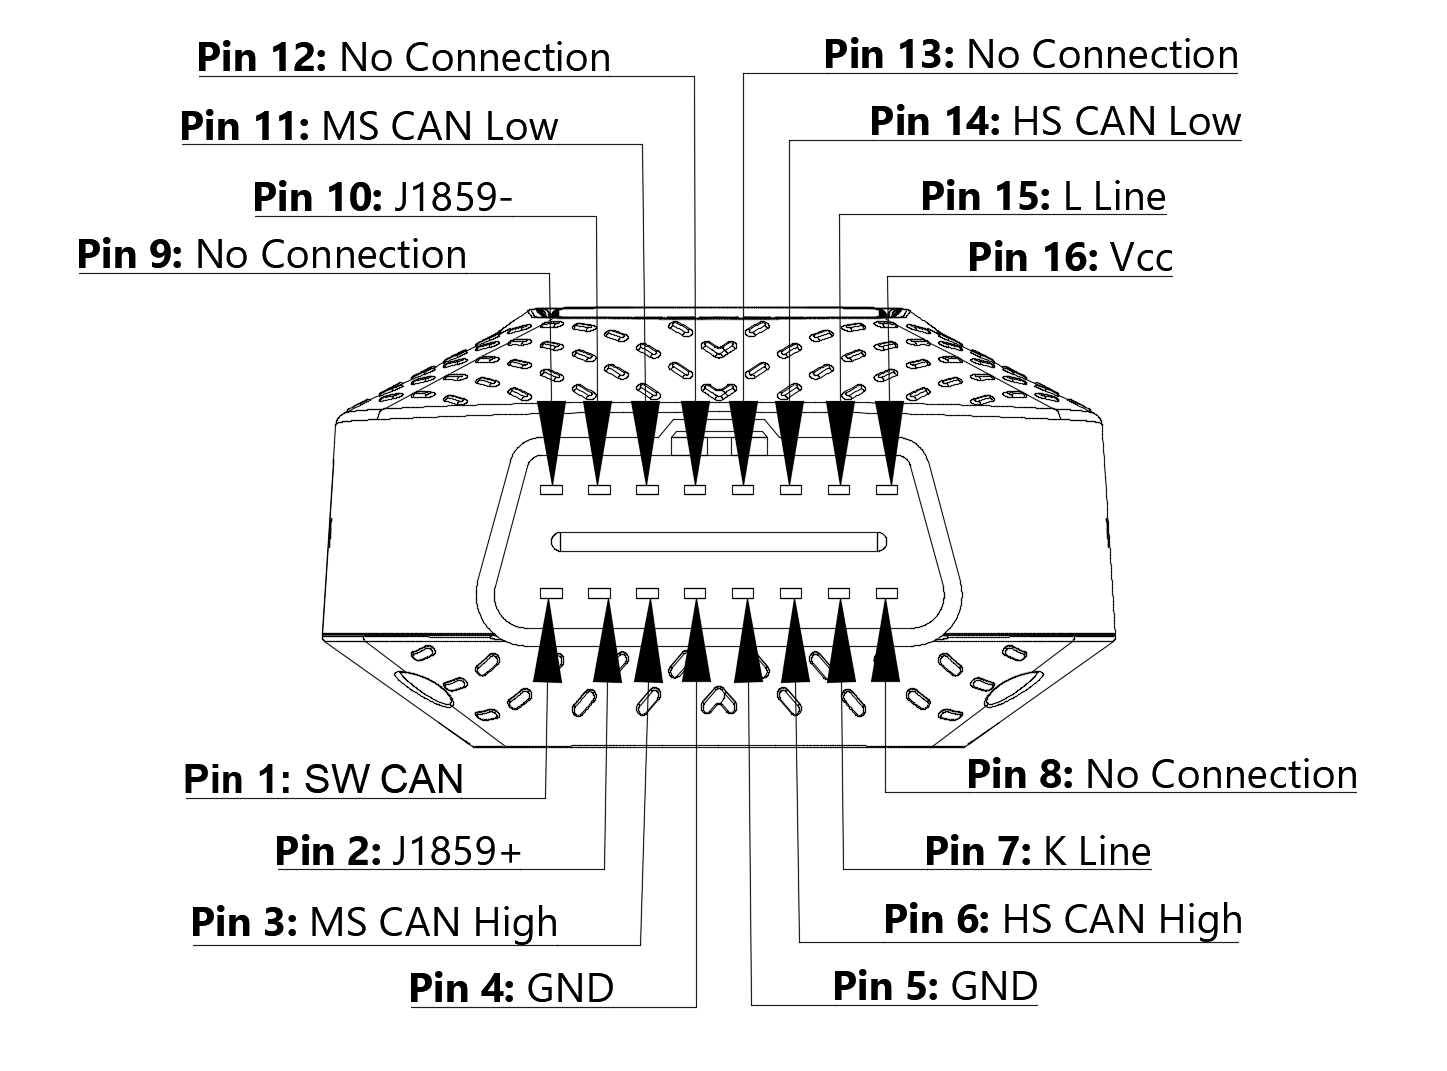 Pin 12: No Connection
Pin 13: No Connection
Pin 11: MS CAN Low
Pin 14: HS CAN Low
Pin 10: J1859-
Pin 15: L Line
Pin 9: No Connection
Pin 16: Vcc
Pin 1: SW CAN
Pin 8: No Connection
Pin 2: J1859+
Pin 7: K Line
Pin 3: MS CAN High
Pin 6: HS CAN High
Pin 4: GND
Pin 5: GND